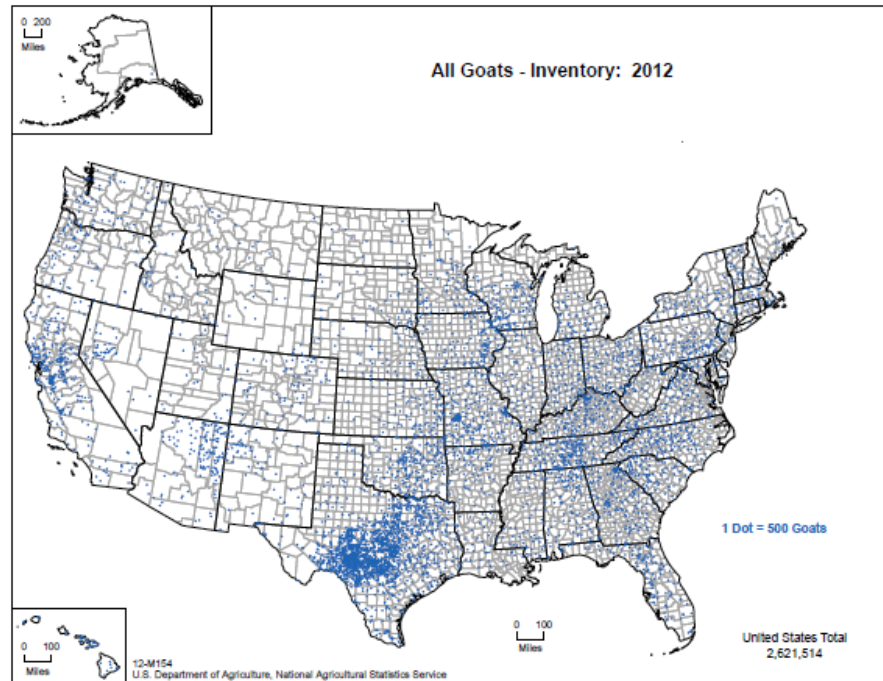 0 200
Miles
All Goats - Inventory: 2012
1 Dot = 500 Goats
0 100
Miles
0 100
Miles
United States Total
2,621,514
12-M154
U.S. Department of Agriculture, National Agricultural Statistics Service